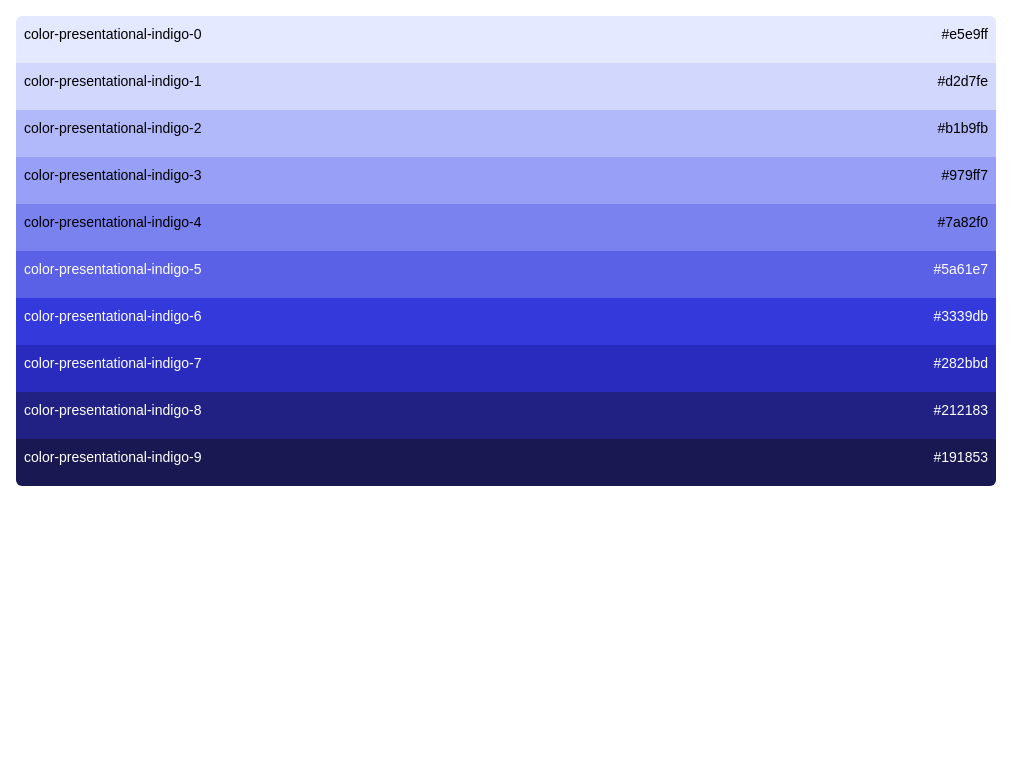 color-presentational-indigo-0 #e5e9ff
color-presentational-indigo-1 #d2d7fe
color-presentational-indigo-2 #b1b9fb
color-presentational-indigo-3 #979ff7
color-presentational-indigo-4 #7a82f0
color-presentational-indigo-5 #5a61e7
color-presentational-indigo-6 #3339db
color-presentational-indigo-7 #282bbd
color-presentational-indigo-8 #212183
color-presentational-indigo-9 #191853